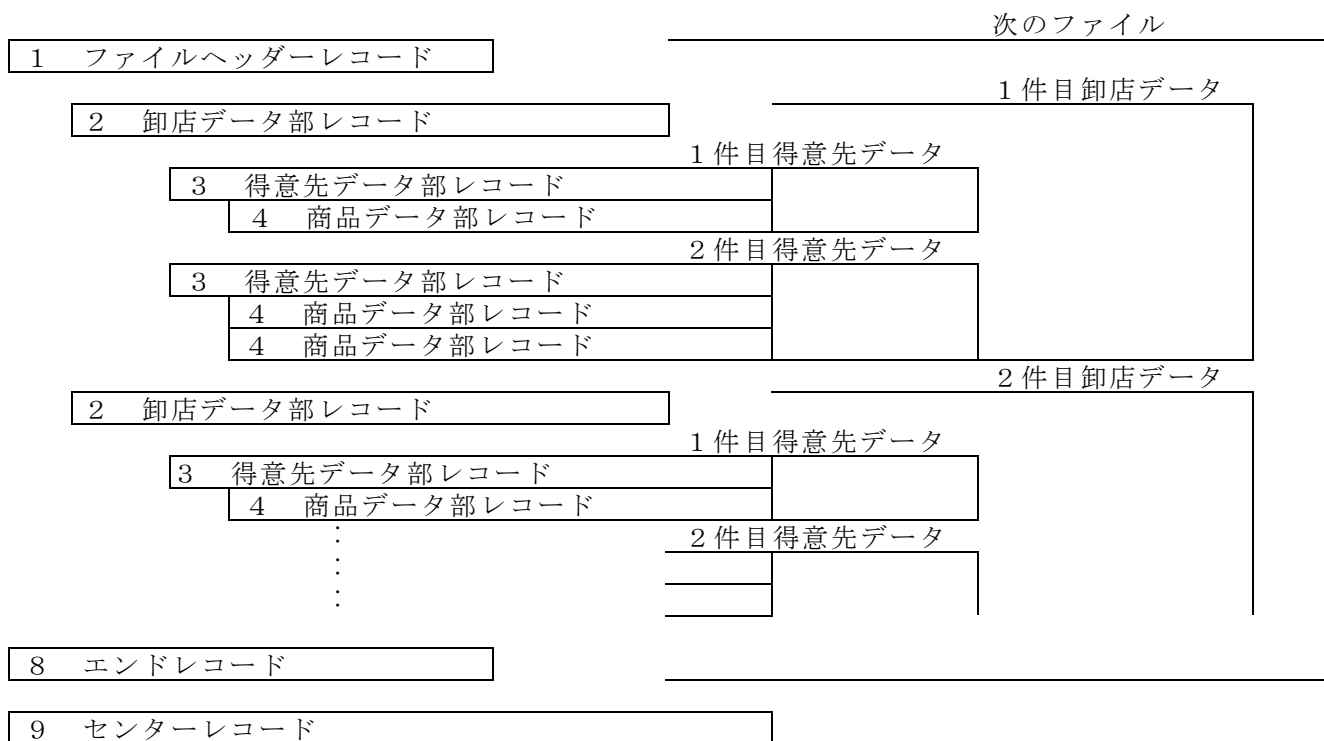 次のファイル
1 ファイルヘッダーレコード
1件目卸店データ
2 卸店データ部レコード
1件目得意先データ
3 得意先データ部レコード
4 商品データ部レコード
2件目得意先データ
3 得意先データ部レコード
4 商品データ部レコード
4 商品データ部レコード
2件目卸店データ
2 卸店データ部レコード
1件目得意先データ
3 得意先データ部レコード
4 商品データ部レコード
2件目得意先データ
8 エンドレコード
9 センターレコード